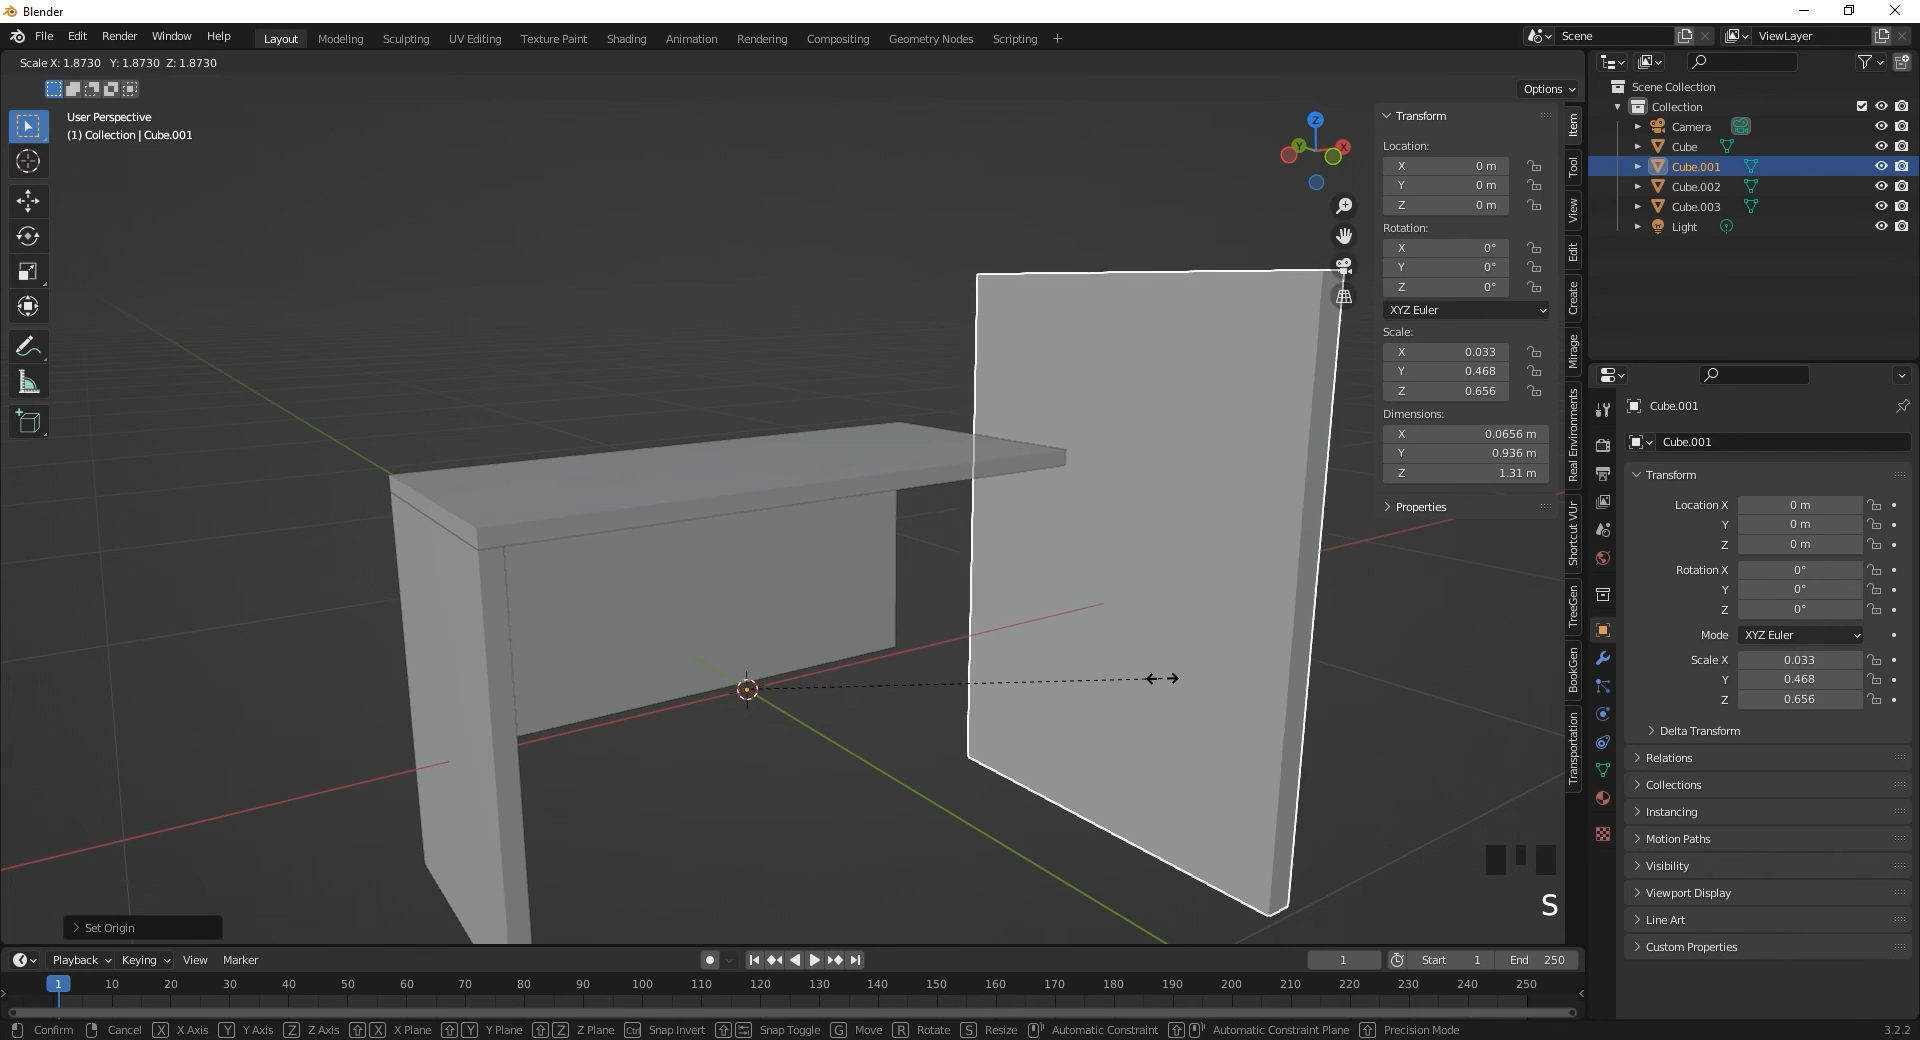 Blender
File Edit Render Window Help Layout Modeling Sculpting UV Editing Texture Paint Shading Animation Rendering Compositing Geometry Nodes Scripting + Scene ViewLayer
Scale X: 1.8730 Y: 1.8730 Z: 1.8730
Options
User Perspective
(1) Collection | Cube.001
Z
Y
X
Transform
Location:
X 0 m
Y 0 m
Z 0 m
Rotation:
X 0°
Y 0°
Z 0°
XYZ Euler
Scale:
X 0.033
Y 0.468
Z 0.656
Dimensions:
X 0.0656 m
Y 0.936 m
Z 1.31 m
Properties
Item
Tool
View
Edit
Create
Mirage
Real Environments
Shortcut VUr
TreeGen
BookGen
Transportation
Scene Collection
Collection
Camera
Cube
Cube.001
Cube.002
Cube.003
Light
Cube.001
Cube.001
Transform
Location X 0 m
Y 0 m
Z 0 m
Rotation X 0°
Y 0°
Z 0°
Mode XYZ Euler
Scale X 0.033
Y 0.468
Z 0.656
Delta Transform
Relations
Collections
Instancing
Motion Paths
Visibility
Viewport Display
Line Art
Custom Properties
S
Set Origin
Playback Keying View Marker 1 Start 1 End 250
1 10 20 30 40 50 60 70 80 90 100 110 120 130 140 150 160 170 180 190 200 210 220 230 240 250
Confirm Cancel X X Axis Y Y Axis Z Z Axis X X Plane Y Y Plane Z Z Plane Ctrl Snap Invert Snap Toggle G Move R Rotate S Resize Automatic Constraint Automatic Constraint Plane Precision Mode 3.2.2